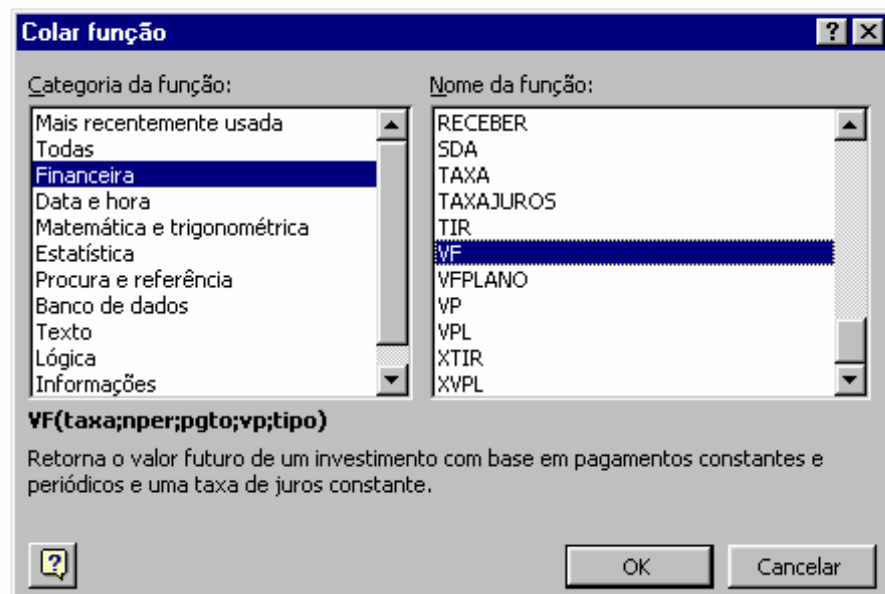 Colar função
Categoria da função:
Mais recentemente usada
Todas
Financeira
Data e hora
Matemática e trigonométrica
Estatística
Procura e referência
Banco de dados
Texto
Lógica
Informações
Nome da função:
RECEBER
SDA
TAXA
TAXAJUROS
TIR
VF
VFPLANO
VP
VPL
XTIR
XVPL
VF(taxa;nper;pgto;vp;tipo)
Retorna o valor futuro de um investimento com base em pagamentos constantes e
periódicos e uma taxa de juros constante.
OK
Cancelar